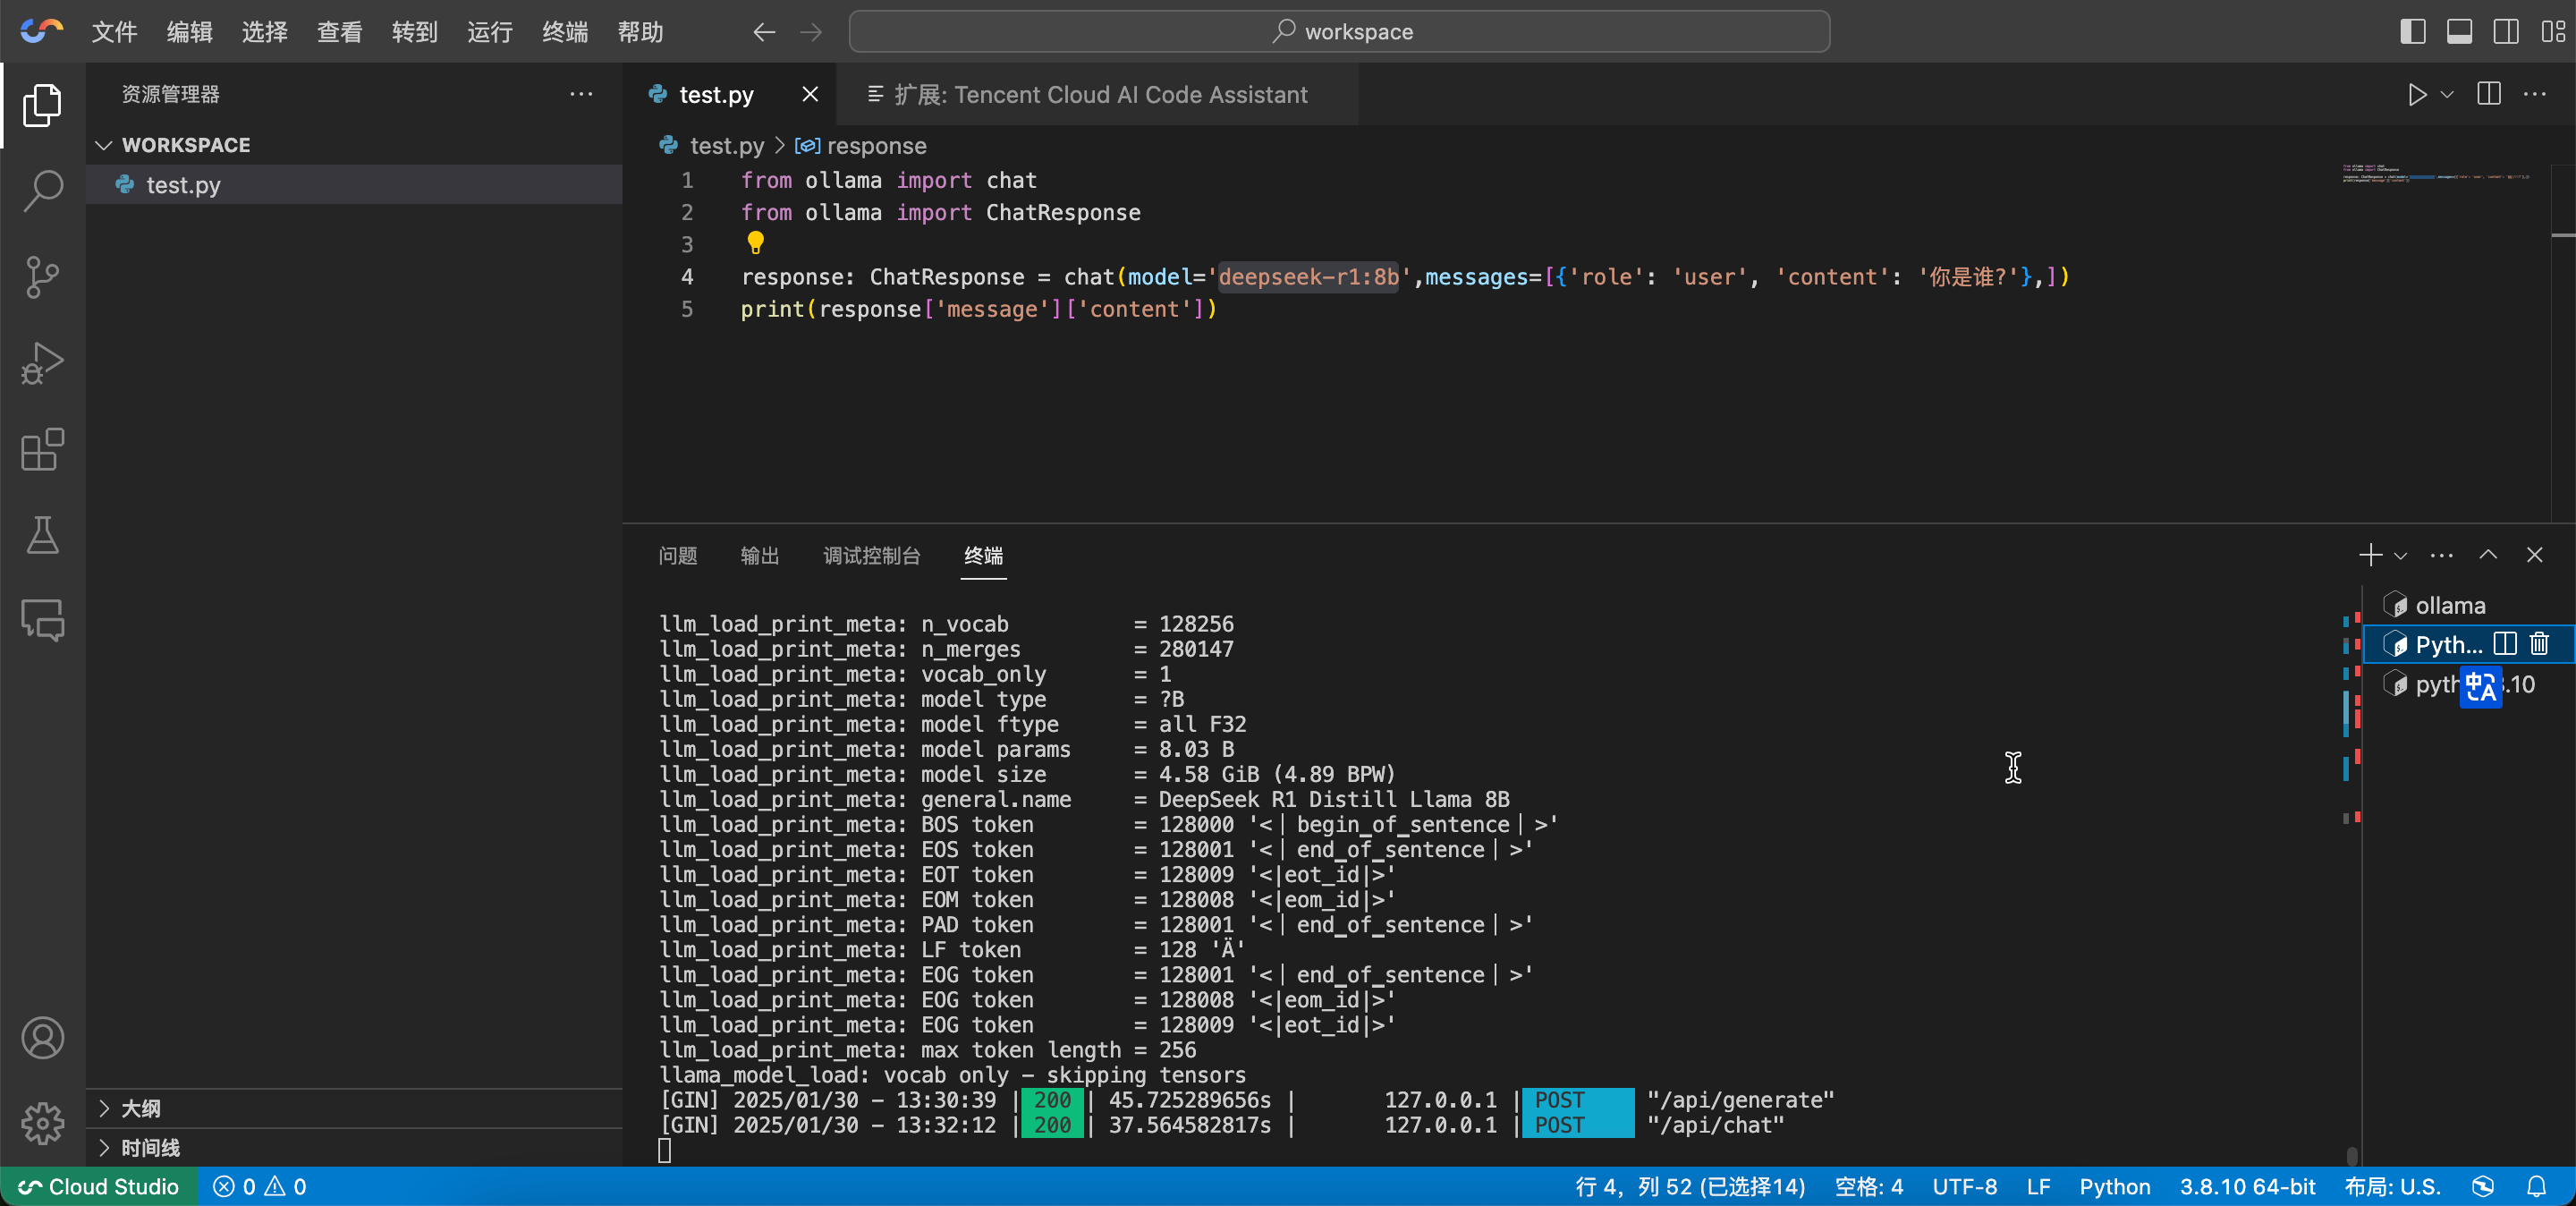 文件 编辑 选择 查看 转到 运行 终端 帮助 workspace
资源管理器
WORKSPACE
test.py
大纲
时间线
test.py 扩展: Tencent Cloud AI Code Assistant
test.py > response
1 from ollama import chat
2 from ollama import ChatResponse
3
4 response: ChatResponse = chat(model='deepseek-r1:8b',messages=[{'role': 'user', 'content': '你是谁?'},])
5 print(response['message']['content'])
问题 输出 调试控制台 终端
llm_load_print_meta: n_vocab = 128256
llm_load_print_meta: n_merges = 280147
llm_load_print_meta: vocab_only = 1
llm_load_print_meta: model type = ?B
llm_load_print_meta: model ftype = all F32
llm_load_print_meta: model params = 8.03 B
llm_load_print_meta: model size = 4.58 GiB (4.89 BPW)
llm_load_print_meta: general.name = DeepSeek R1 Distill Llama 8B
llm_load_print_meta: BOS token = 128000 '<｜begin▁of▁sentence｜>'
llm_load_print_meta: EOS token = 128001 '<｜end▁of▁sentence｜>'
llm_load_print_meta: EOT token = 128009 '<|eot_id|>'
llm_load_print_meta: EOM token = 128008 '<|eom_id|>'
llm_load_print_meta: PAD token = 128001 '<｜end▁of▁sentence｜>'
llm_load_print_meta: LF token = 128 'Ä'
llm_load_print_meta: EOG token = 128001 '<｜end▁of▁sentence｜>'
llm_load_print_meta: EOG token = 128008 '<|eom_id|>'
llm_load_print_meta: EOG token = 128009 '<|eot_id|>'
llm_load_print_meta: max token length = 256
llama_model_load: vocab only - skipping tensors
[GIN] 2025/01/30 - 13:30:39 | 200 | 45.725289656s | 127.0.0.1 | POST "/api/generate"
[GIN] 2025/01/30 - 13:32:12 | 200 | 37.564582817s | 127.0.0.1 | POST "/api/chat"
ollama
Pyth...
.10
Cloud Studio 0 0 行 4，列 52 (已选择14) 空格: 4 UTF-8 LF Python 3.8.10 64-bit 布局: U.S.